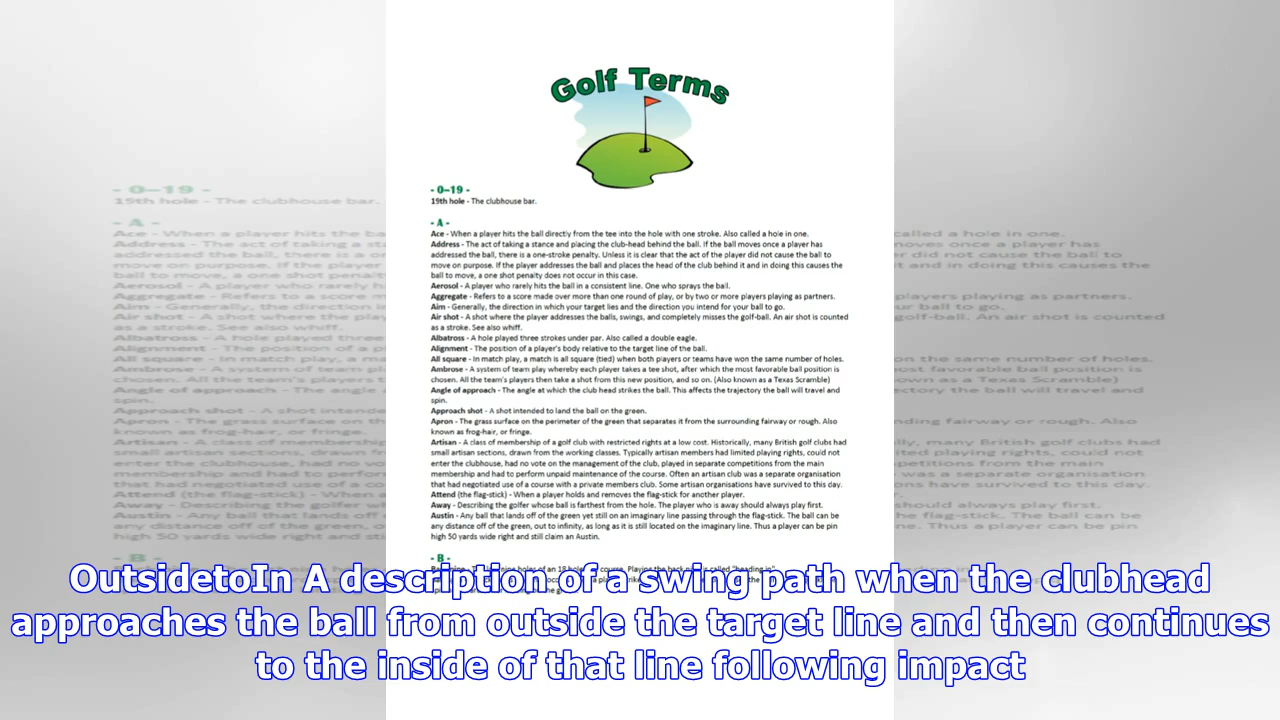 Golf Terms
- 0–19 -
19th hole - The clubhouse bar.
- A -
Ace - When a player hits the ball directly from the tee into the hole with one stroke. Also called a hole in one.
Address - The act of taking a stance and placing the club-head behind the ball. If the ball moves once a player has
addressed the ball, there is a one-stroke penalty. Unless it is clear that the act of the player did not cause the ball to
move on purpose. If the player addresses the ball and places the head of the club behind it and in doing this causes the
ball to move, a one shot penalty does not occur in this case.
Aerosol - A player who rarely hits the ball in a consistent line. One who sprays the ball.
Aggregate - Refers to a score made over more than one round of play, or by two or more players playing as partners.
Aim - Generally, the direction in which your target lies and the direction you intend for your ball to go.
Air shot - A shot where the player addresses the balls, swings, and completely misses the golf-ball. An air shot is counted
as a stroke. See also whiff.
Albatross - A hole played three strokes under par. Also called a double eagle.
Alignment - The position of a player's body relative to the target line of the ball.
All square - In match play, a match is all square (tied) when both players or teams have won the same number of holes.
Ambrose - A system of team play whereby each player takes a tee shot, after which the most favorable ball position is
chosen. All the team's players then take a shot from this new position, and so on. (Also known as a Texas Scramble)
Angle of approach - The angle at which the club head strikes the ball. This affects the trajectory the ball will travel and
spin.
Approach shot - A shot intended to land the ball on the green.
Apron - The grass surface on the perimeter of the green that separates it from the surrounding fairway or rough. Also
known as frog-hair, or fringe.
Artisan - A class of membership of a golf club with restricted rights at a low cost. Historically, many British golf clubs had
small artisan sections, drawn from the working classes. Typically artisan members had limited playing rights, could not
enter the clubhouse, had no vote on the management of the club, played in separate competitions from the main
membership and had to perform unpaid maintenance of the course. Often an artisan club was a separate organisation
that had negotiated use of a course with a private members club. Some artisan organisations have survived to this day.
Attend (the flag-stick) - When a player holds and removes the flag-stick for another player.
Away - Describing the golfer whose ball is farthest from the hole. The player who is away should always play first.
Austin - Any ball that lands off of the green yet still on an imaginary line passing through the flag-stick. The ball can be
any distance off of the green, out to infinity, as long as it is still located on the imaginary line. Thus a player can be pin
high 50 yards wide right and still claim an Austin.
- B -
OutsidetoIn A description of a swing path when the clubhead
approaches the ball from outside the target line and then continues
to the inside of that line following impact